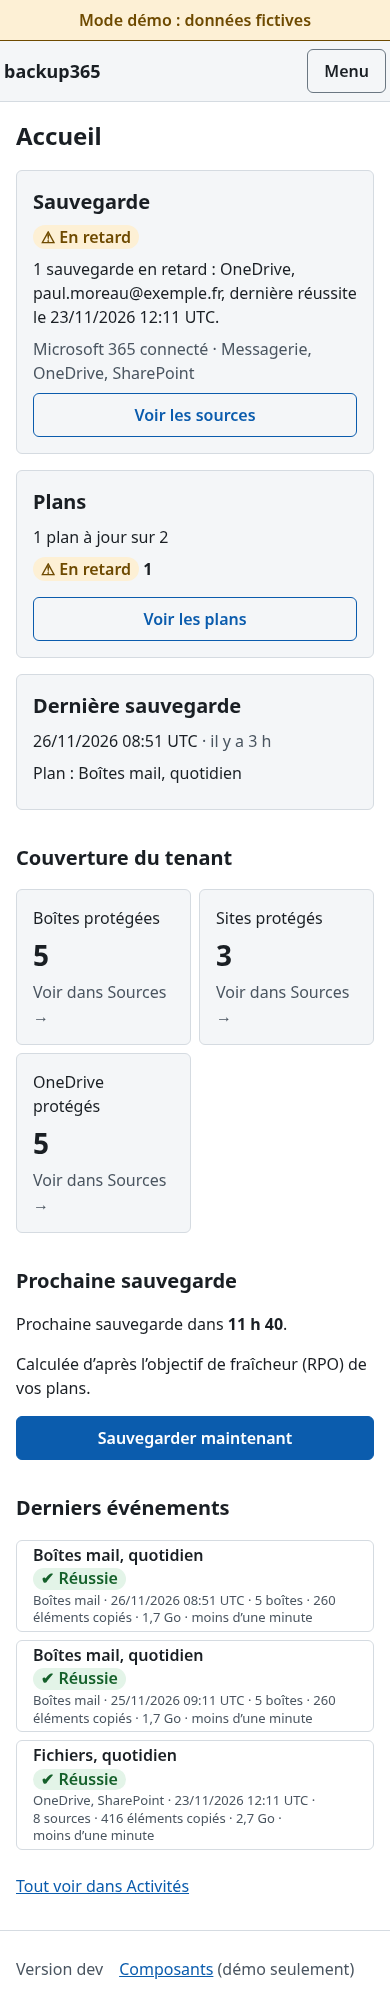 Mode démo : données fictives
backup365
Menu
Accueil
Sauvegarde
⚠ En retard
1 sauvegarde en retard : OneDrive,
paul.moreau@exemple.fr, dernière réussite
le 23/11/2026 12:11 UTC.
Microsoft 365 connecté · Messagerie,
OneDrive, SharePoint
Voir les sources
Plans
1 plan à jour sur 2
⚠ En retard 1
Voir les plans
Dernière sauvegarde
26/11/2026 08:51 UTC · il y a 3 h
Plan : Boîtes mail, quotidien
Couverture du tenant
Boîtes protégées
5
Voir dans Sources
→
Sites protégés
3
Voir dans Sources
→
OneDrive
protégés
5
Voir dans Sources
→
Prochaine sauvegarde
Prochaine sauvegarde dans 11 h 40.
Calculée d’après l’objectif de fraîcheur (RPO) de
vos plans.
Sauvegarder maintenant
Derniers événements
Boîtes mail, quotidien
✔ Réussie
Boîtes mail · 26/11/2026 08:51 UTC · 5 boîtes · 260
éléments copiés · 1,7 Go · moins d’une minute
Boîtes mail, quotidien
✔ Réussie
Boîtes mail · 25/11/2026 09:11 UTC · 5 boîtes · 260
éléments copiés · 1,7 Go · moins d’une minute
Fichiers, quotidien
✔ Réussie
OneDrive, SharePoint · 23/11/2026 12:11 UTC ·
8 sources · 416 éléments copiés · 2,7 Go ·
moins d’une minute
Tout voir dans Activités
Version dev Composants (démo seulement)